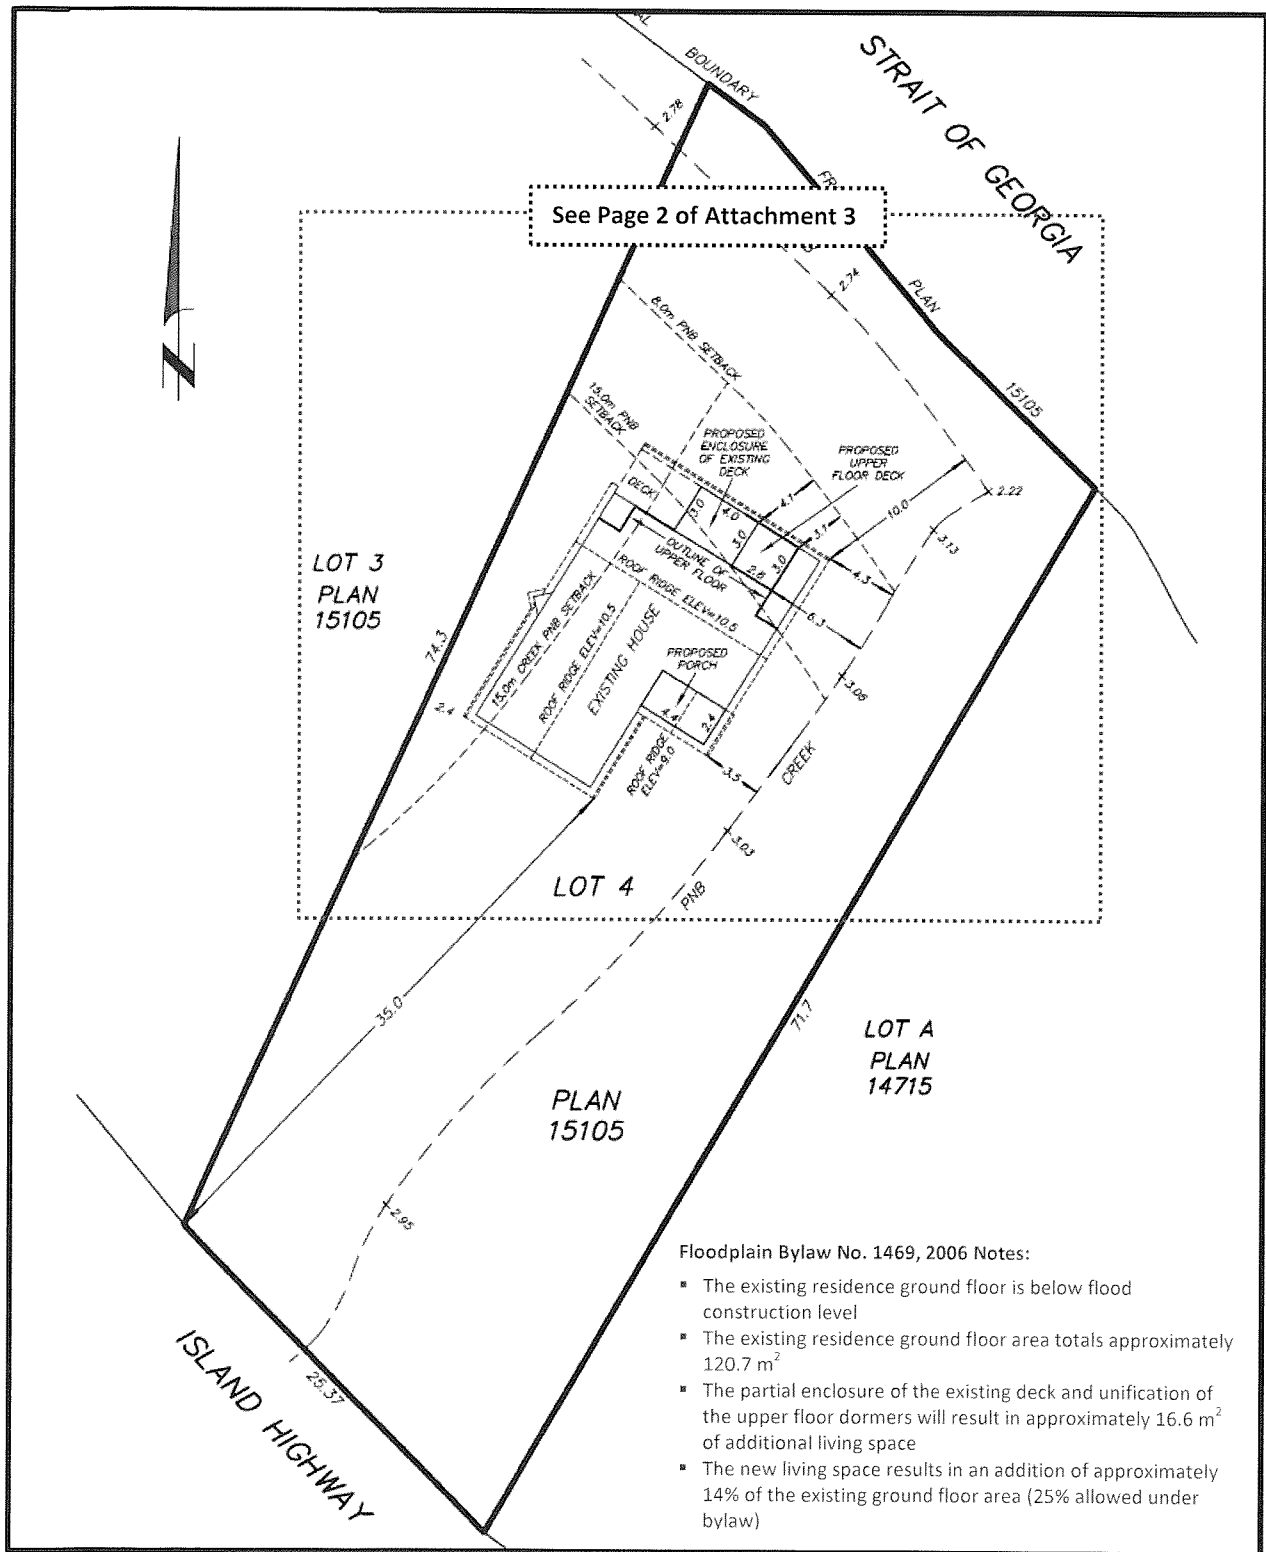 BOUNDARY
STRAIT OF GEORGIA
2.78
See Page 2 of Attachment 3
2.74
PLAN
15105
8.0m PNB SETBACK
15.0m PNB
SETBACK
PROPOSED
ENCLOSURE
OF EXISTING
DECK
PROPOSED
UPPER
FLOOR DECK
DECK
3.0
4.0
4.1
3.0
3.1
10.0
2.22
3.13
OUTLINE OF
UPPER FLOOR
2.6
3.0
4.3
6.3
ROOF RIDGE ELEV=10.5
LOT 3
PLAN
15105
74.3
15.0m CREEK PNB SETBACK
ROOF RIDGE ELEV=10.5
EXISTING HOUSE
PROPOSED
PORCH
3.06
2.4
4.4
2.4
ROOF RIDGE
ELEV=9.0
3.5
CREEK
3.03
LOT 4
PNB
35.0
71.7
LOT A
PLAN
14715
PLAN
15105
2.95
ISLAND HIGHWAY
25.37
Floodplain Bylaw No. 1469, 2006 Notes:
▪ The existing residence ground floor is below flood
construction level
▪ The existing residence ground floor area totals approximately
120.7 m²
▪ The partial enclosure of the existing deck and unification of
the upper floor dormers will result in approximately 16.6 m²
of additional living space
▪ The new living space results in an addition of approximately
14% of the existing ground floor area (25% allowed under
bylaw)